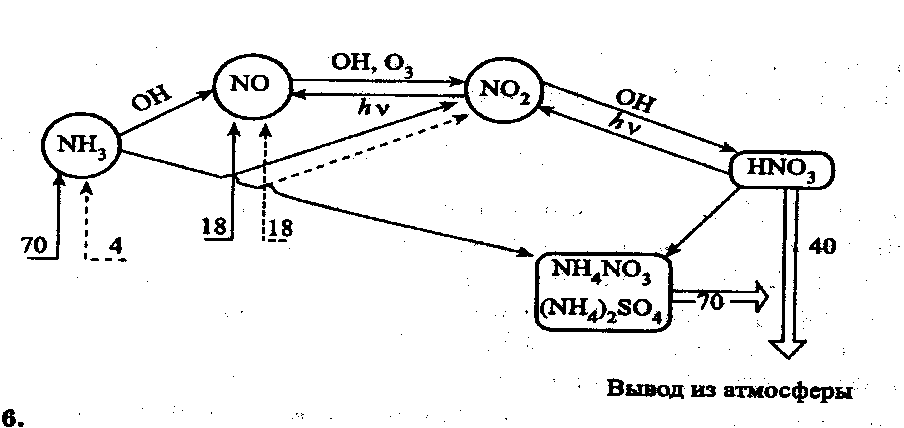 OH, O₃
NO
hν
NO₂
OH
OH
hν
NH₃
HNO₃
18
18
70
4
40
NH₄NO₃
(NH₄)₂SO₄
70
Вывод из атмосферы
6.